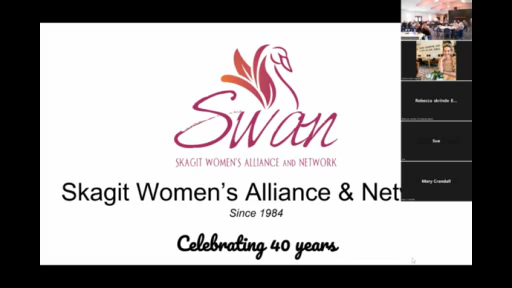 Swan
SKAGIT WOMEN'S ALLIANCE AND NETWORK
Skagit Women's Alliance & Netw
Since 1984
Celebrating 40 years
Sue
Mary Crandall